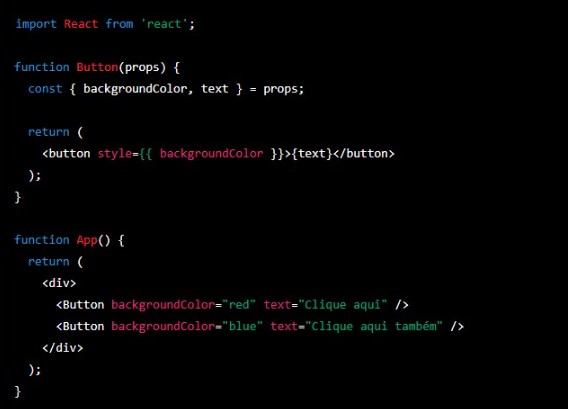 import React from 'react';
function Button(props) {
const { backgroundColor, text } = props;
return (
<button style={{ backgroundColor }}>{text}</button>
);
}
function App() {
return (
<div>
<Button backgroundColor="red" text="Clique aqui" />
<Button backgroundColor="blue" text="Clique aqui também" />
</div>
);
}